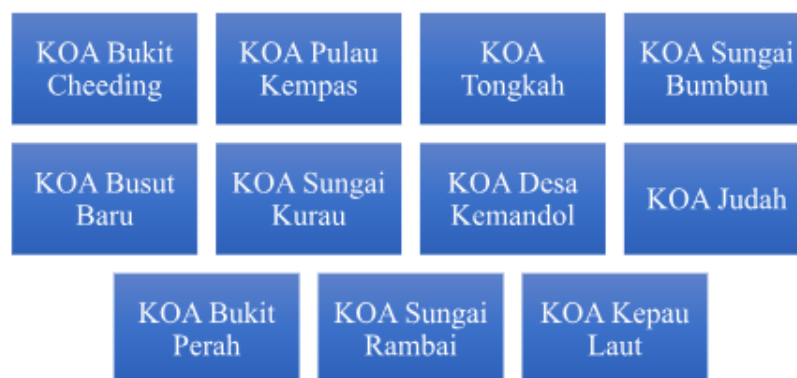 KOA Bukit
Cheeding
KOA Pulau
Kempas
KOA
Tongkah
KOA Sungai
Bumbun
KOA Busut
Baru
KOA Sungai
Kurau
KOA Desa
Kemandol
KOA Judah
KOA Bukit
Perah
KOA Sungai
Rambai
KOA Kepau
Laut